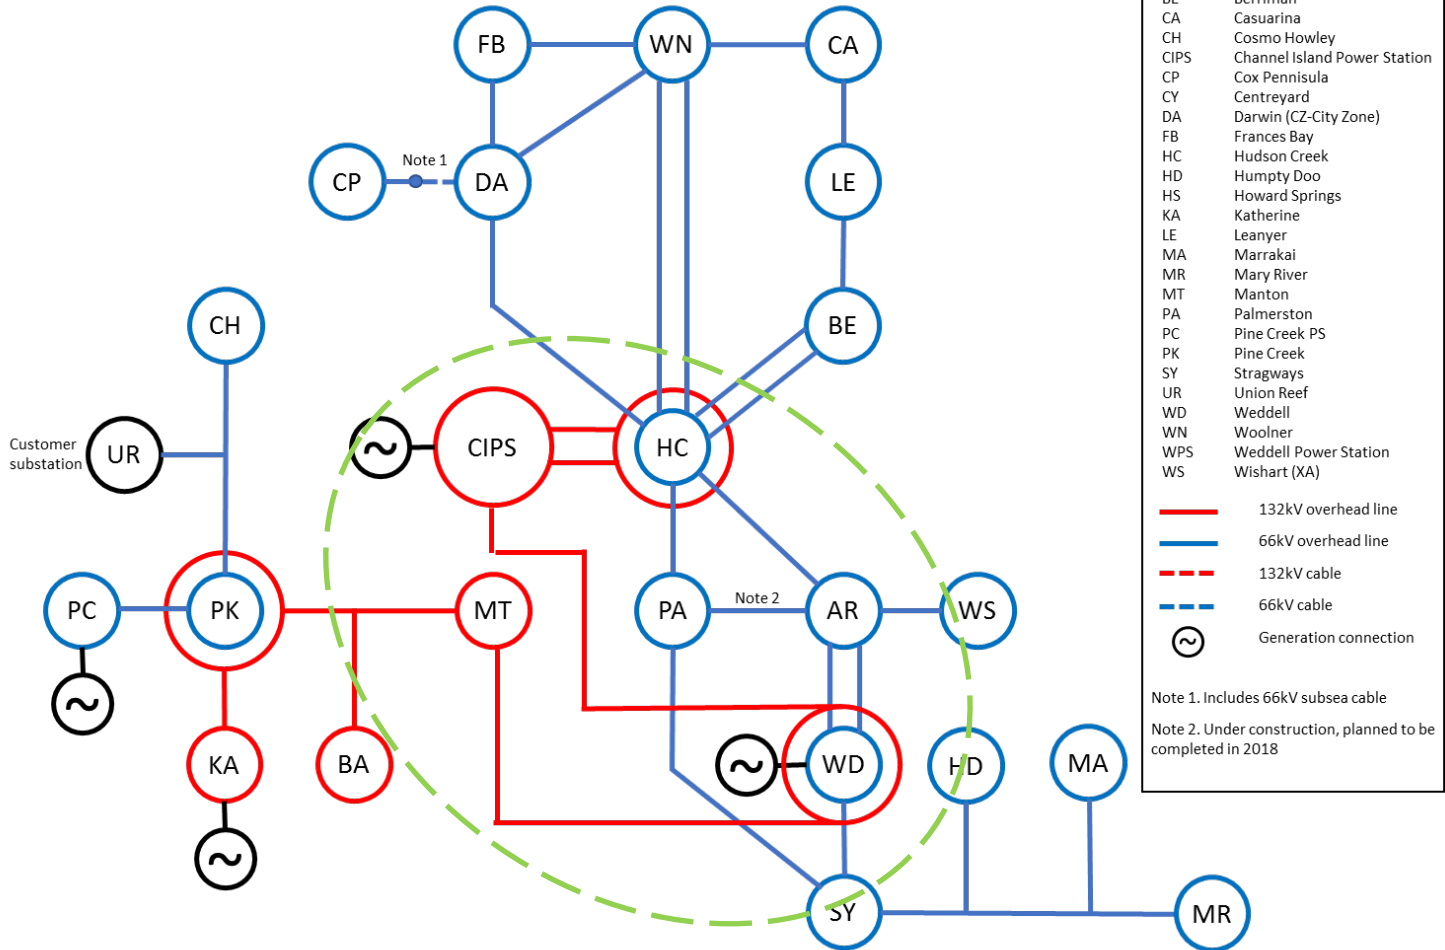 FB
WN
CA
Note 1
CP
DA
LE
CH
BE
Customer
substation
UR
CIPS
HC
PC
PK
MT
PA
Note 2
AR
WS
KA
BA
WD
HD
MA
SY
MR
BE Berriman
CA Casuarina
CH Cosmo Howley
CIPS Channel Island Power Station
CP Cox Pennisula
CY Centreyard
DA Darwin (CZ-City Zone)
FB Frances Bay
HC Hudson Creek
HD Humpty Doo
HS Howard Springs
KA Katherine
LE Leanyer
MA Marrakai
MR Mary River
MT Manton
PA Palmerston
PC Pine Creek PS
PK Pine Creek
SY Stragways
UR Union Reef
WD Weddell
WN Woolner
WPS Weddell Power Station
WS Wishart (XA)
132kV overhead line
66kV overhead line
132kV cable
66kV cable
Generation connection
Note 1. Includes 66kV subsea cable
Note 2. Under construction, planned to be
completed in 2018